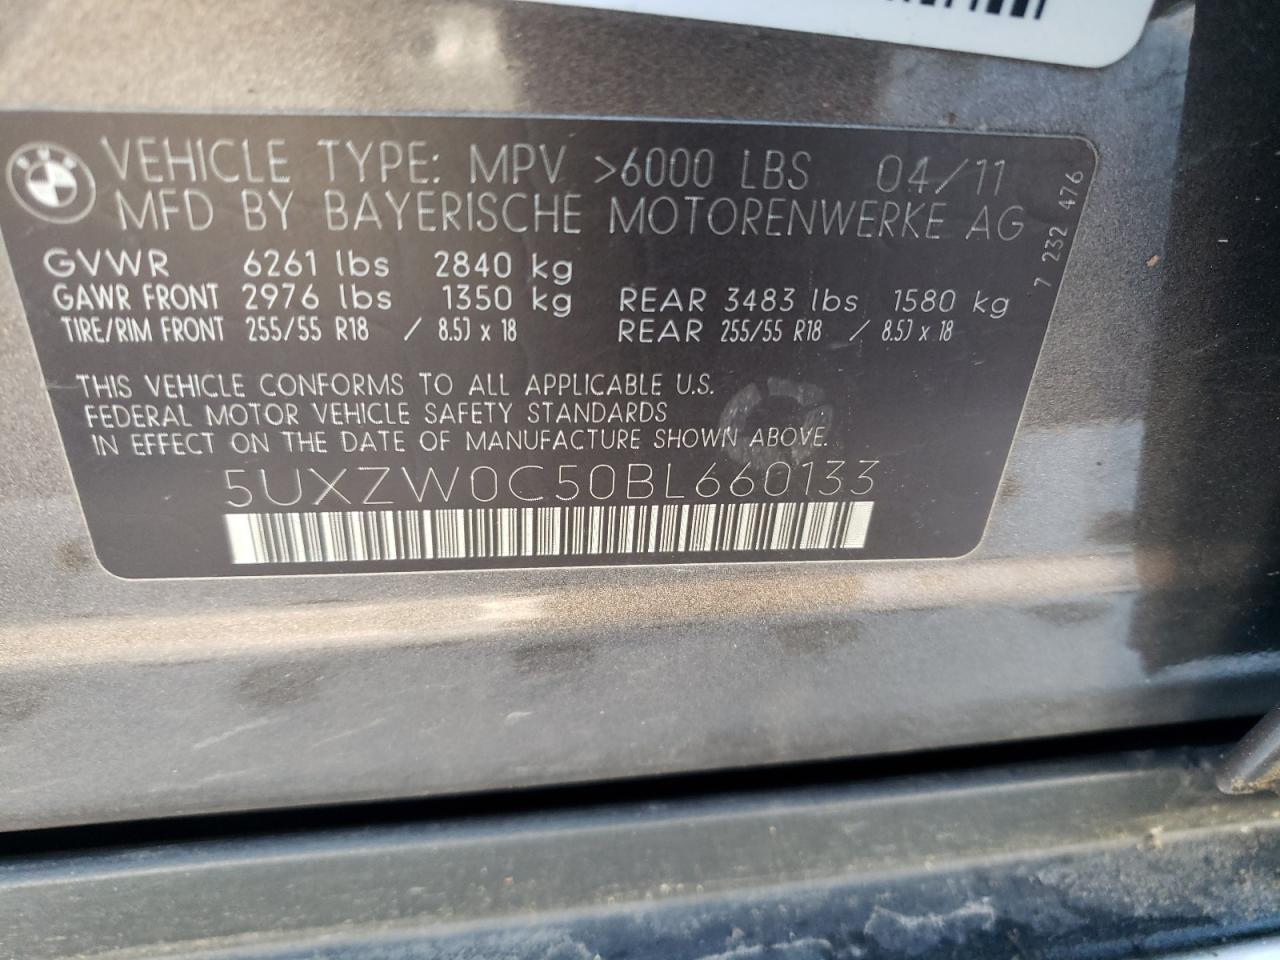 VEHICLE TYPE: MPV >6000 LBS 04/11
MFD BY BAYERISCHE MOTORENWERKE AG
GVWR 6261 lbs 2840 kg
GAWR FRONT 2976 lbs 1350 kg REAR 3483 lbs 1580 kg
TIRE/RIM FRONT 255/55 R18 / 8.5J x 18 REAR 255/55 R18 / 8.5J x 18
THIS VEHICLE CONFORMS TO ALL APPLICABLE U.S.
FEDERAL MOTOR VEHICLE SAFETY STANDARDS
IN EFFECT ON THE DATE OF MANUFACTURE SHOWN ABOVE.
5UXZW0C50BL660133
7 232 476